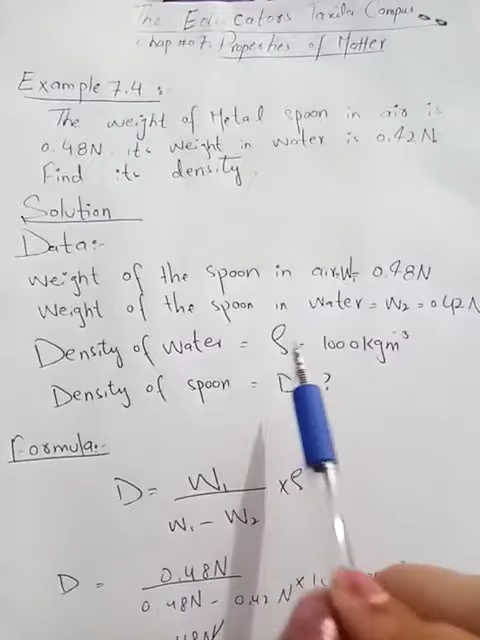 The Educators Taxila Campus
Chap #07: Properties of Matter
Example 7.4 :-
The weight of Metal spoon in air is
0.48N. its weight in water is 0.42N
Find its density.
Solution
Data:-
Weight of the spoon in air=W₁= 0.48N
Weight of the spoon in water = W₂ = 0.42N
Density of water = ρ = 1000kgm³
Density of spoon = D ?
Formula:-
D = W₁ / W₁ - W₂ × ρ
D = 0.48N / 0.48N - 0.42 N ×
.48N